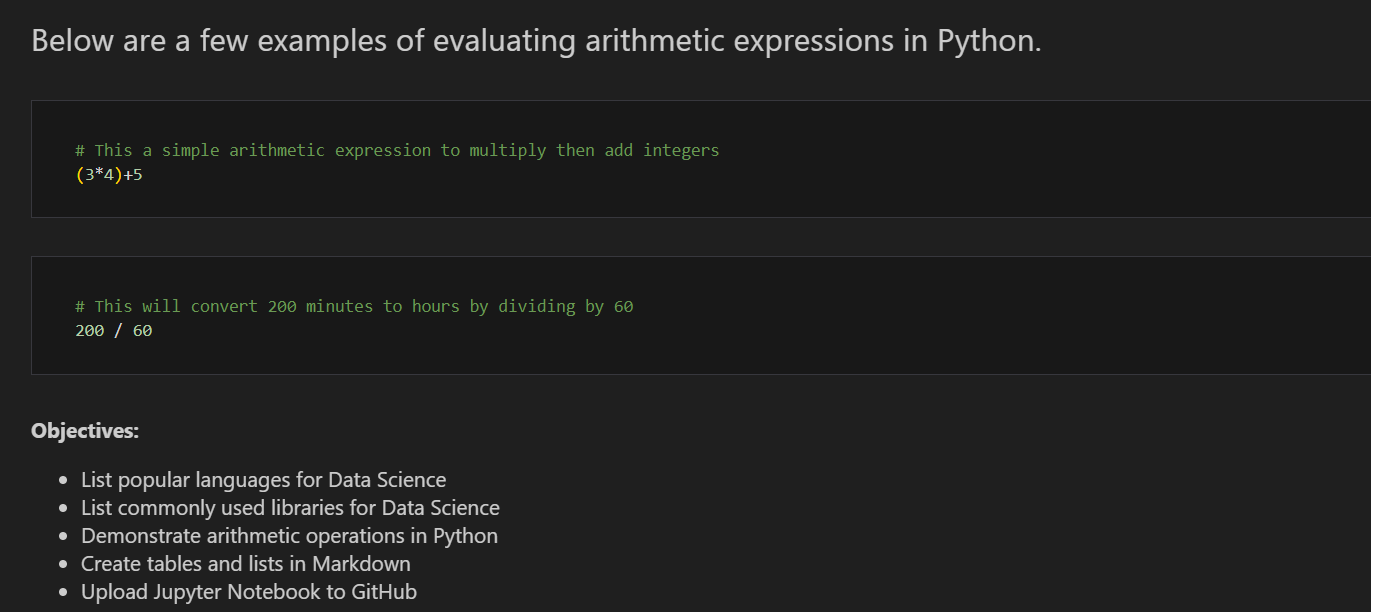 Below are a few examples of evaluating arithmetic expressions in Python.
# This a simple arithmetic expression to multiply then add integers
(3*4)+5
# This will convert 200 minutes to hours by dividing by 60
200 / 60
Objectives:
• List popular languages for Data Science
• List commonly used libraries for Data Science
• Demonstrate arithmetic operations in Python
• Create tables and lists in Markdown
• Upload Jupyter Notebook to GitHub